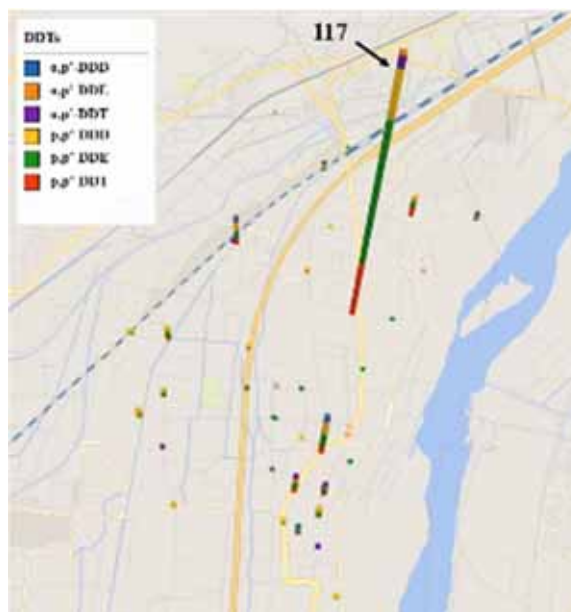 117
DDTs
o,p'-DDD
o,p' DDE
o,p'-DDT
p,p' DDD
p,p' DDE
p,p' DDT